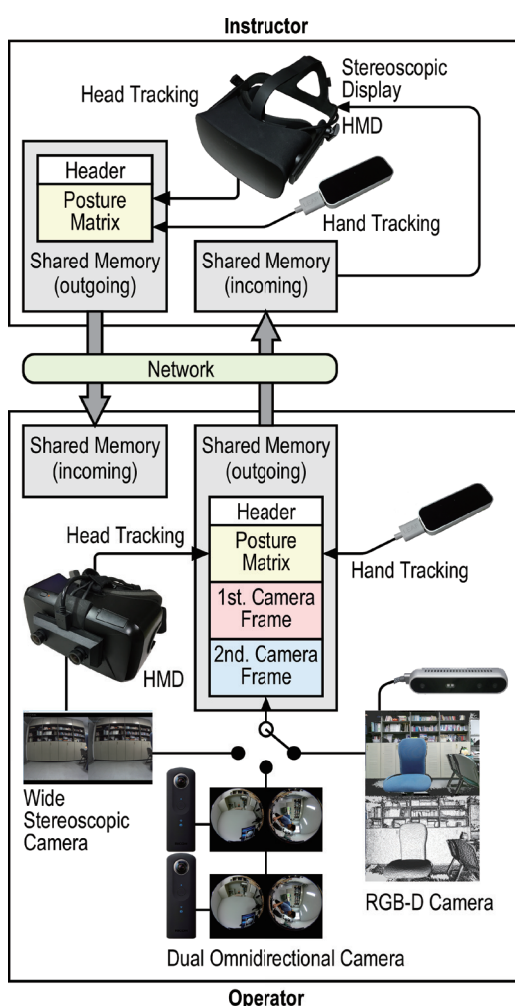 Instructor
Head Tracking
Stereoscopic
Display
HMD
Header
Posture
Matrix
Hand Tracking
Shared Memory
(outgoing)
Shared Memory
(incoming)
Network
Shared Memory
(incoming)
Shared Memory
(outgoing)
Header
Head Tracking
Posture
Matrix
Hand Tracking
1st. Camera
Frame
2nd. Camera
Frame
HMD
Wide
Stereoscopic
Camera
RGB-D Camera
Dual Omnidirectional Camera
Operator